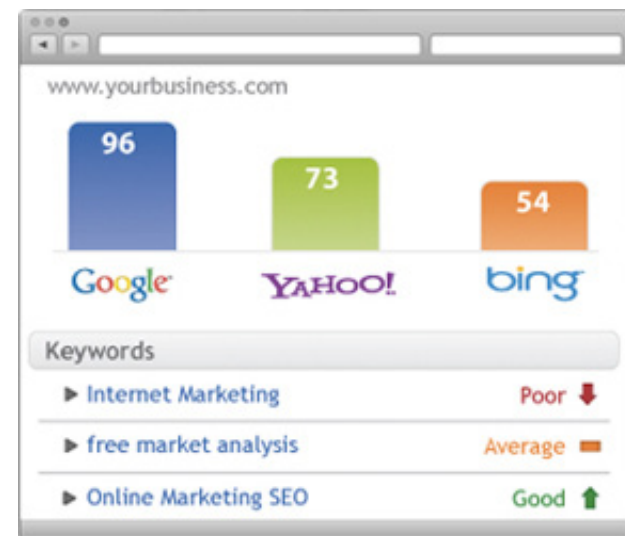 www.yourbusiness.com
96 73 54
Google YAHOO! bing
Keywords
Internet Marketing Poor
free market analysis Average
Online Marketing SEO Good